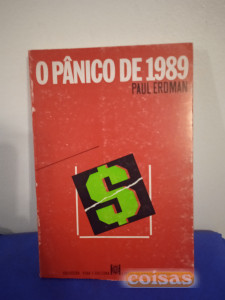 O PÂNICO DE 1989
PAUL ERDMAN
$
coisas